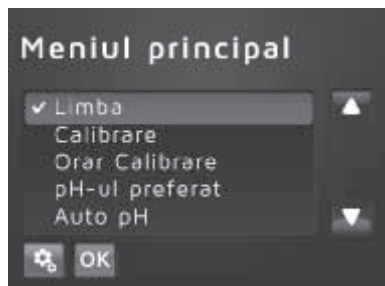 Meniul principal
Limba
Calibrare
Orar Calibrare
pH-ul preferat
Auto pH
OK